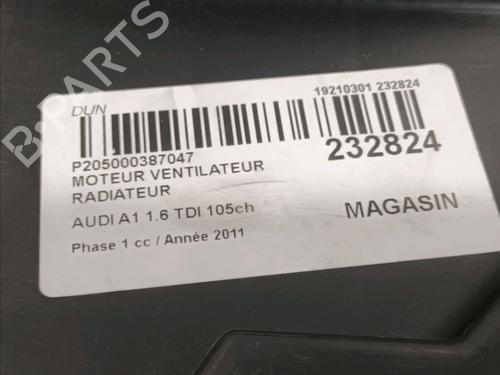 DUN
19210301 232824
P205000387047
232824
MOTEUR VENTILATEUR
RADIATEUR
AUDI A1 1.6 TDI 105ch
MAGASIN
Phase 1 cc / Année 2011
B-PARTS